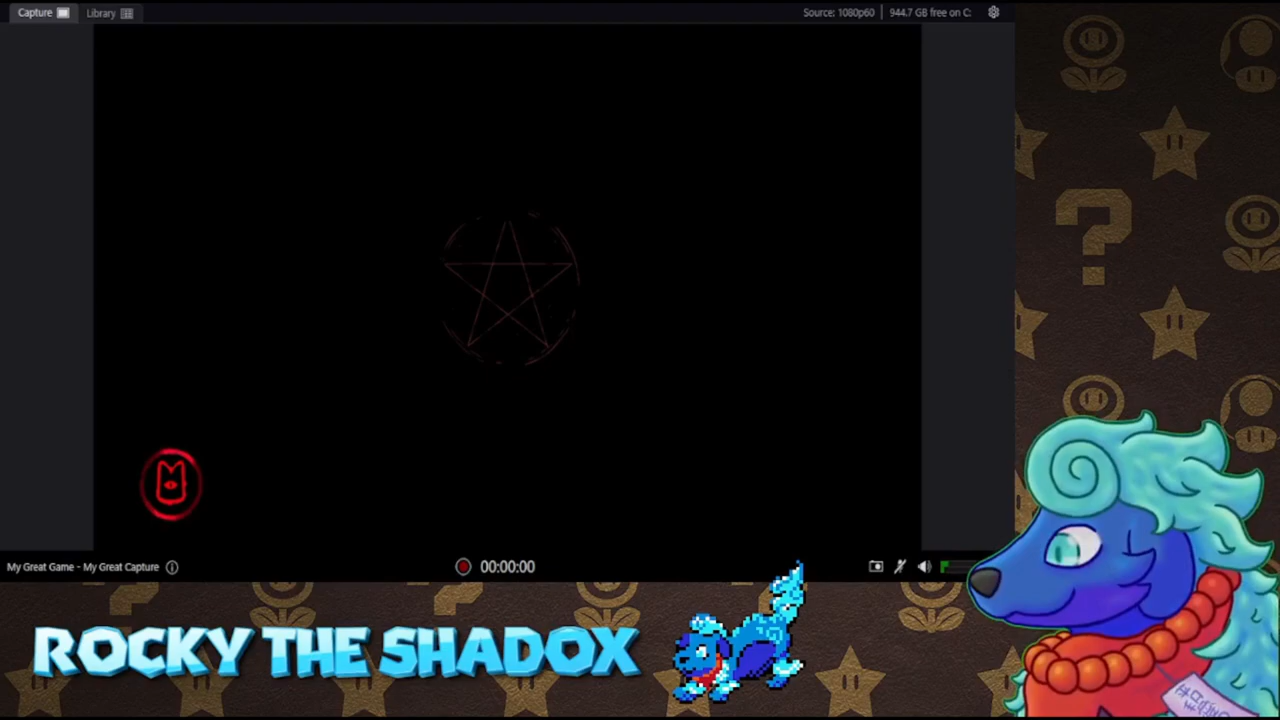 Capture
Library
Source: 1080p60
944.7 GB free on C:
My Great Game - My Great Capture
00:00:00
ROCKY THE SHADOX